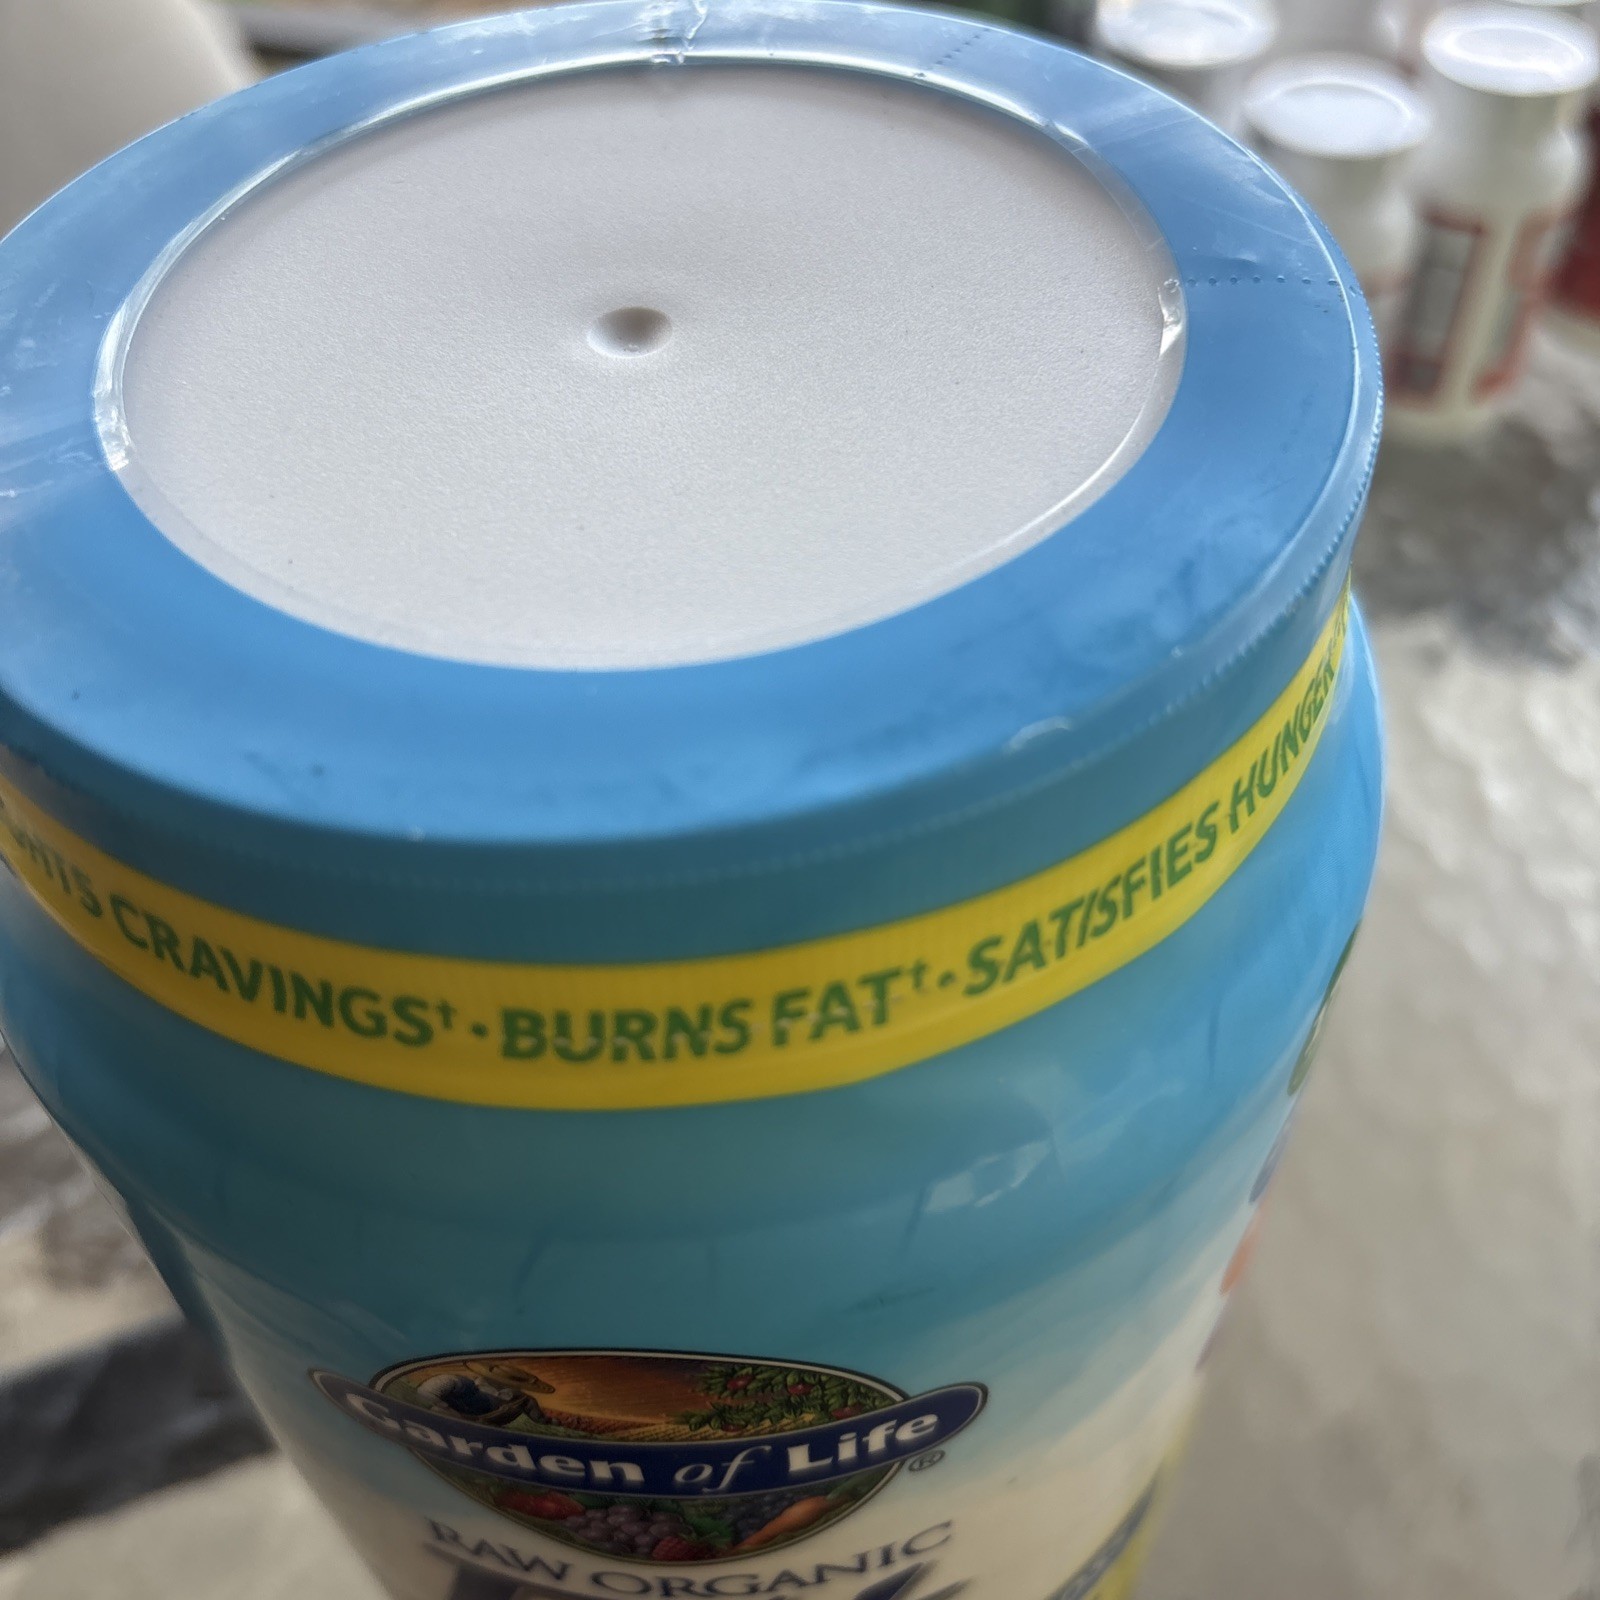 CRAVINGS† • BURNS FAT† • SATISFIES HUNGER
Garden of Life®
RAW ORGANIC